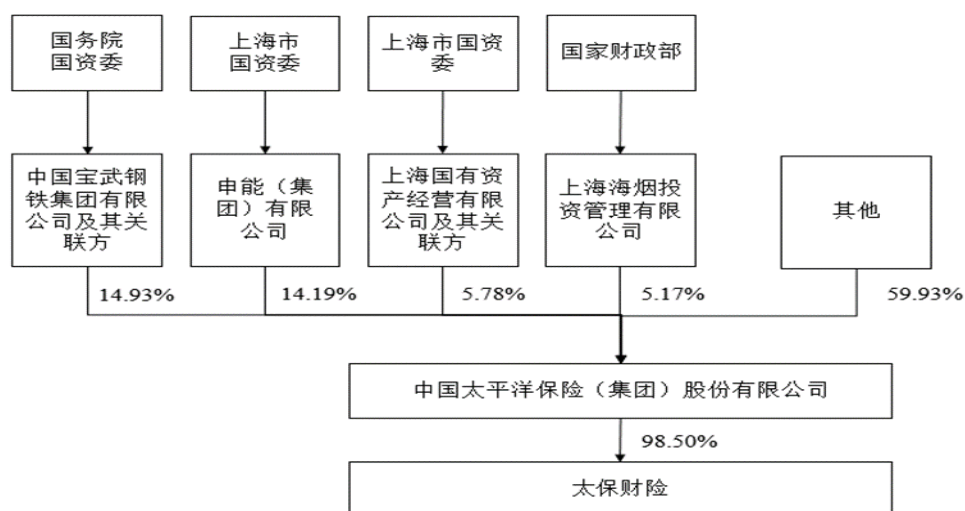 国务院
国资委
上海市
国资委
上海市国资
委
国家财政部
中国宝武钢
铁集团有限
公司及其关
联方
申能（集
团）有限
公司
上海国有资
产经营有限
公司及其关
联方
上海海烟投
资管理有限
公司
其他
14.93%
14.19%
5.78%
5.17%
59.93%
中国太平洋保险（集团）股份有限公司
98.50%
太保财险